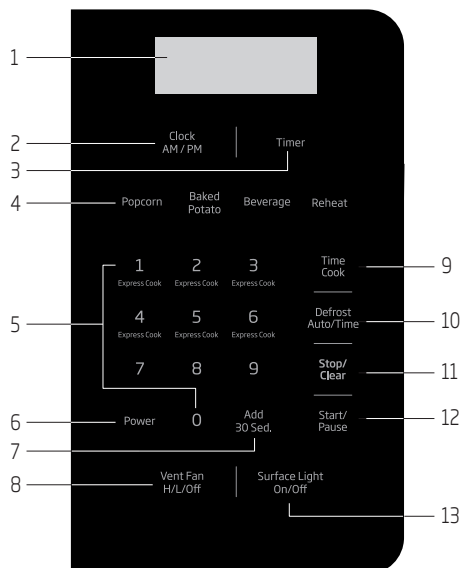 1
2
Clock
AM / PM
Timer
3
4
Popcorn
Baked
Potato
Beverage
Reheat
1
2
3
Express Cook
Express Cook
Express Cook
Time
Cook
9
4
5
6
Express Cook
Express Cook
Express Cook
Defrost
Auto/Time
10
5
7
8
9
Stop/
Clear
11
6
Power
0
Add
30 Sed.
Start/
Pause
12
7
8
Vent Fan
H/L/Off
Surface Light
On/Off
13